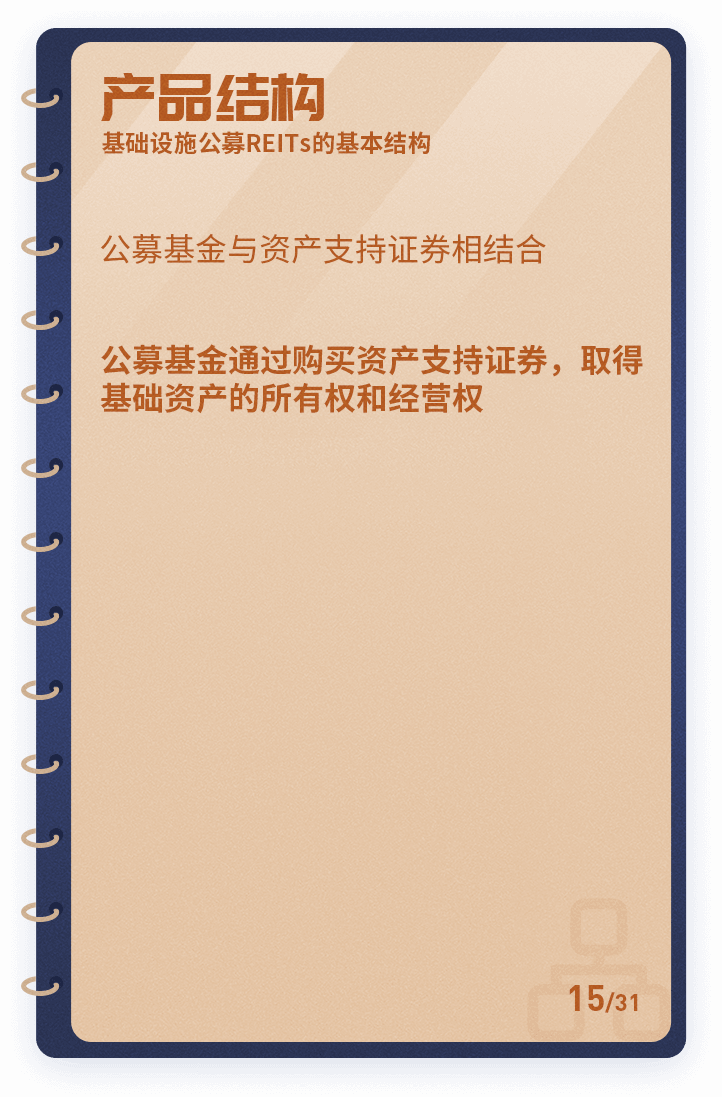 产品结构
基础设施公募REITs的基本结构
公募基金与资产支持证券相结合
公募基金通过购买资产支持证券，取得
基础资产的所有权和经营权
15/31